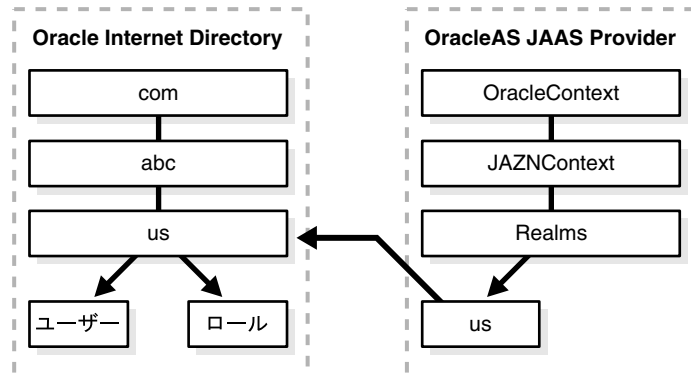 Oracle Internet Directory
com
abc
us
ユーザー
ロール
OracleAS JAAS Provider
OracleContext
JAZNContext
Realms
us